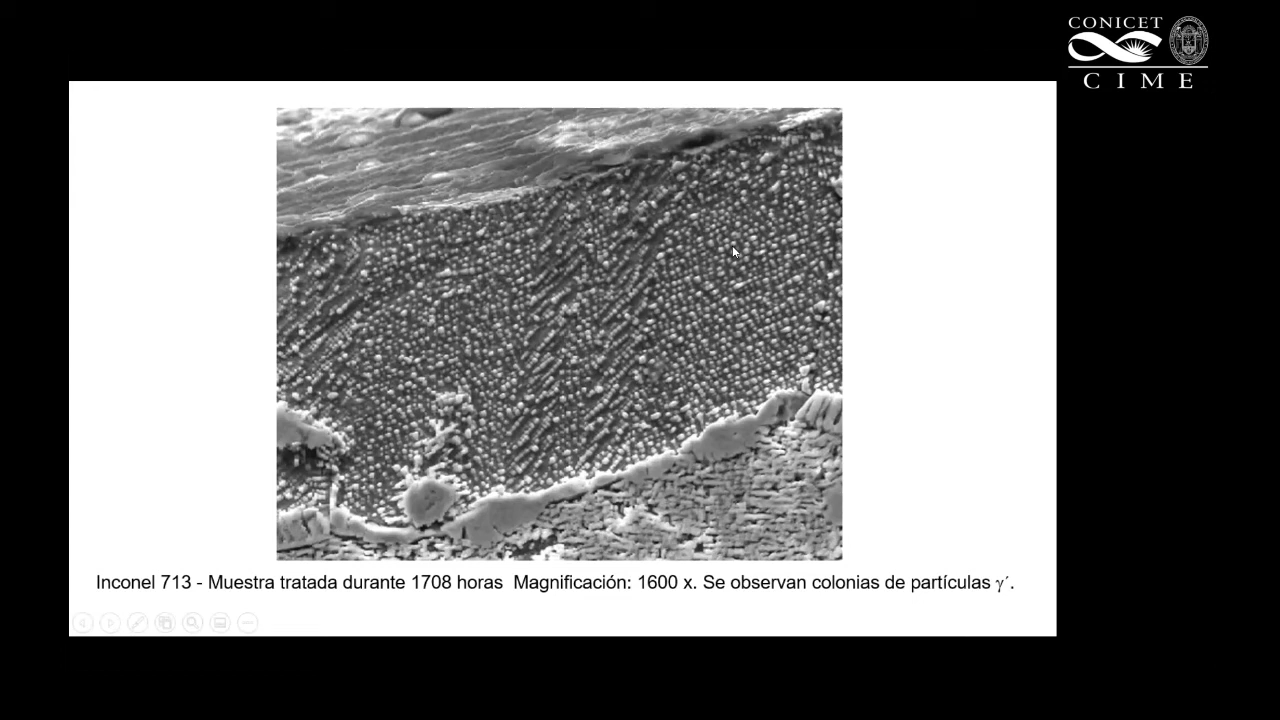 CONICET
CIME
Inconel 713 - Muestra tratada durante 1708 horas  Magnificación: 1600 x. Se observan colonias de partículas γ´.